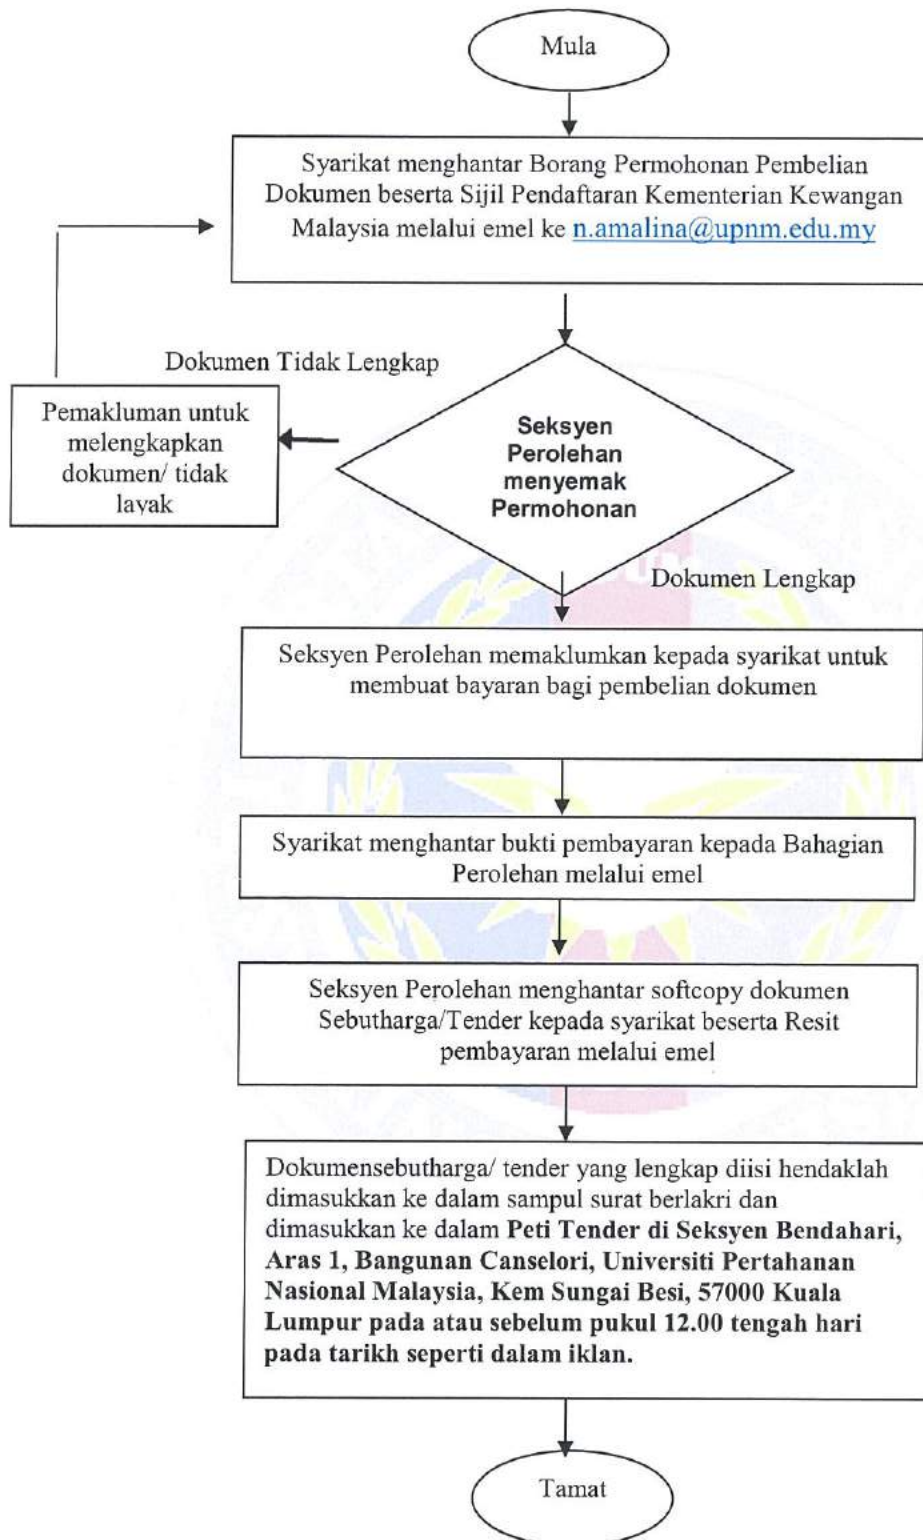 Mula
Syarikat menghantar Borang Permohonan Pembelian
Dokumen beserta Sijil Pendaftaran Kementerian Kewangan
Malaysia melalui emel ke n.amalina@upnm.edu.my
Dokumen Tidak Lengkap
Pemakluman untuk
melengkapkan
dokumen/ tidak
layak
Seksyen
Perolehan
menyemak
Permohonan
Dokumen Lengkap
Seksyen Perolehan memaklumkan kepada syarikat untuk
membuat bayaran bagi pembelian dokumen
Syarikat menghantar bukti pembayaran kepada Bahagian
Perolehan melalui emel
Seksyen Perolehan menghantar softcopy dokumen
Sebutharga/Tender kepada syarikat beserta Resit
pembayaran melalui emel
Dokumensebutharga/ tender yang lengkap diisi hendaklah
dimasukkan ke dalam sampul surat berlakri dan
dimasukkan ke dalam Peti Tender di Seksyen Bendahari,
Aras 1, Bangunan Canselori, Universiti Pertahanan
Nasional Malaysia, Kem Sungai Besi, 57000 Kuala
Lumpur pada atau sebelum pukul 12.00 tengah hari
pada tarikh seperti dalam iklan.
Tamat